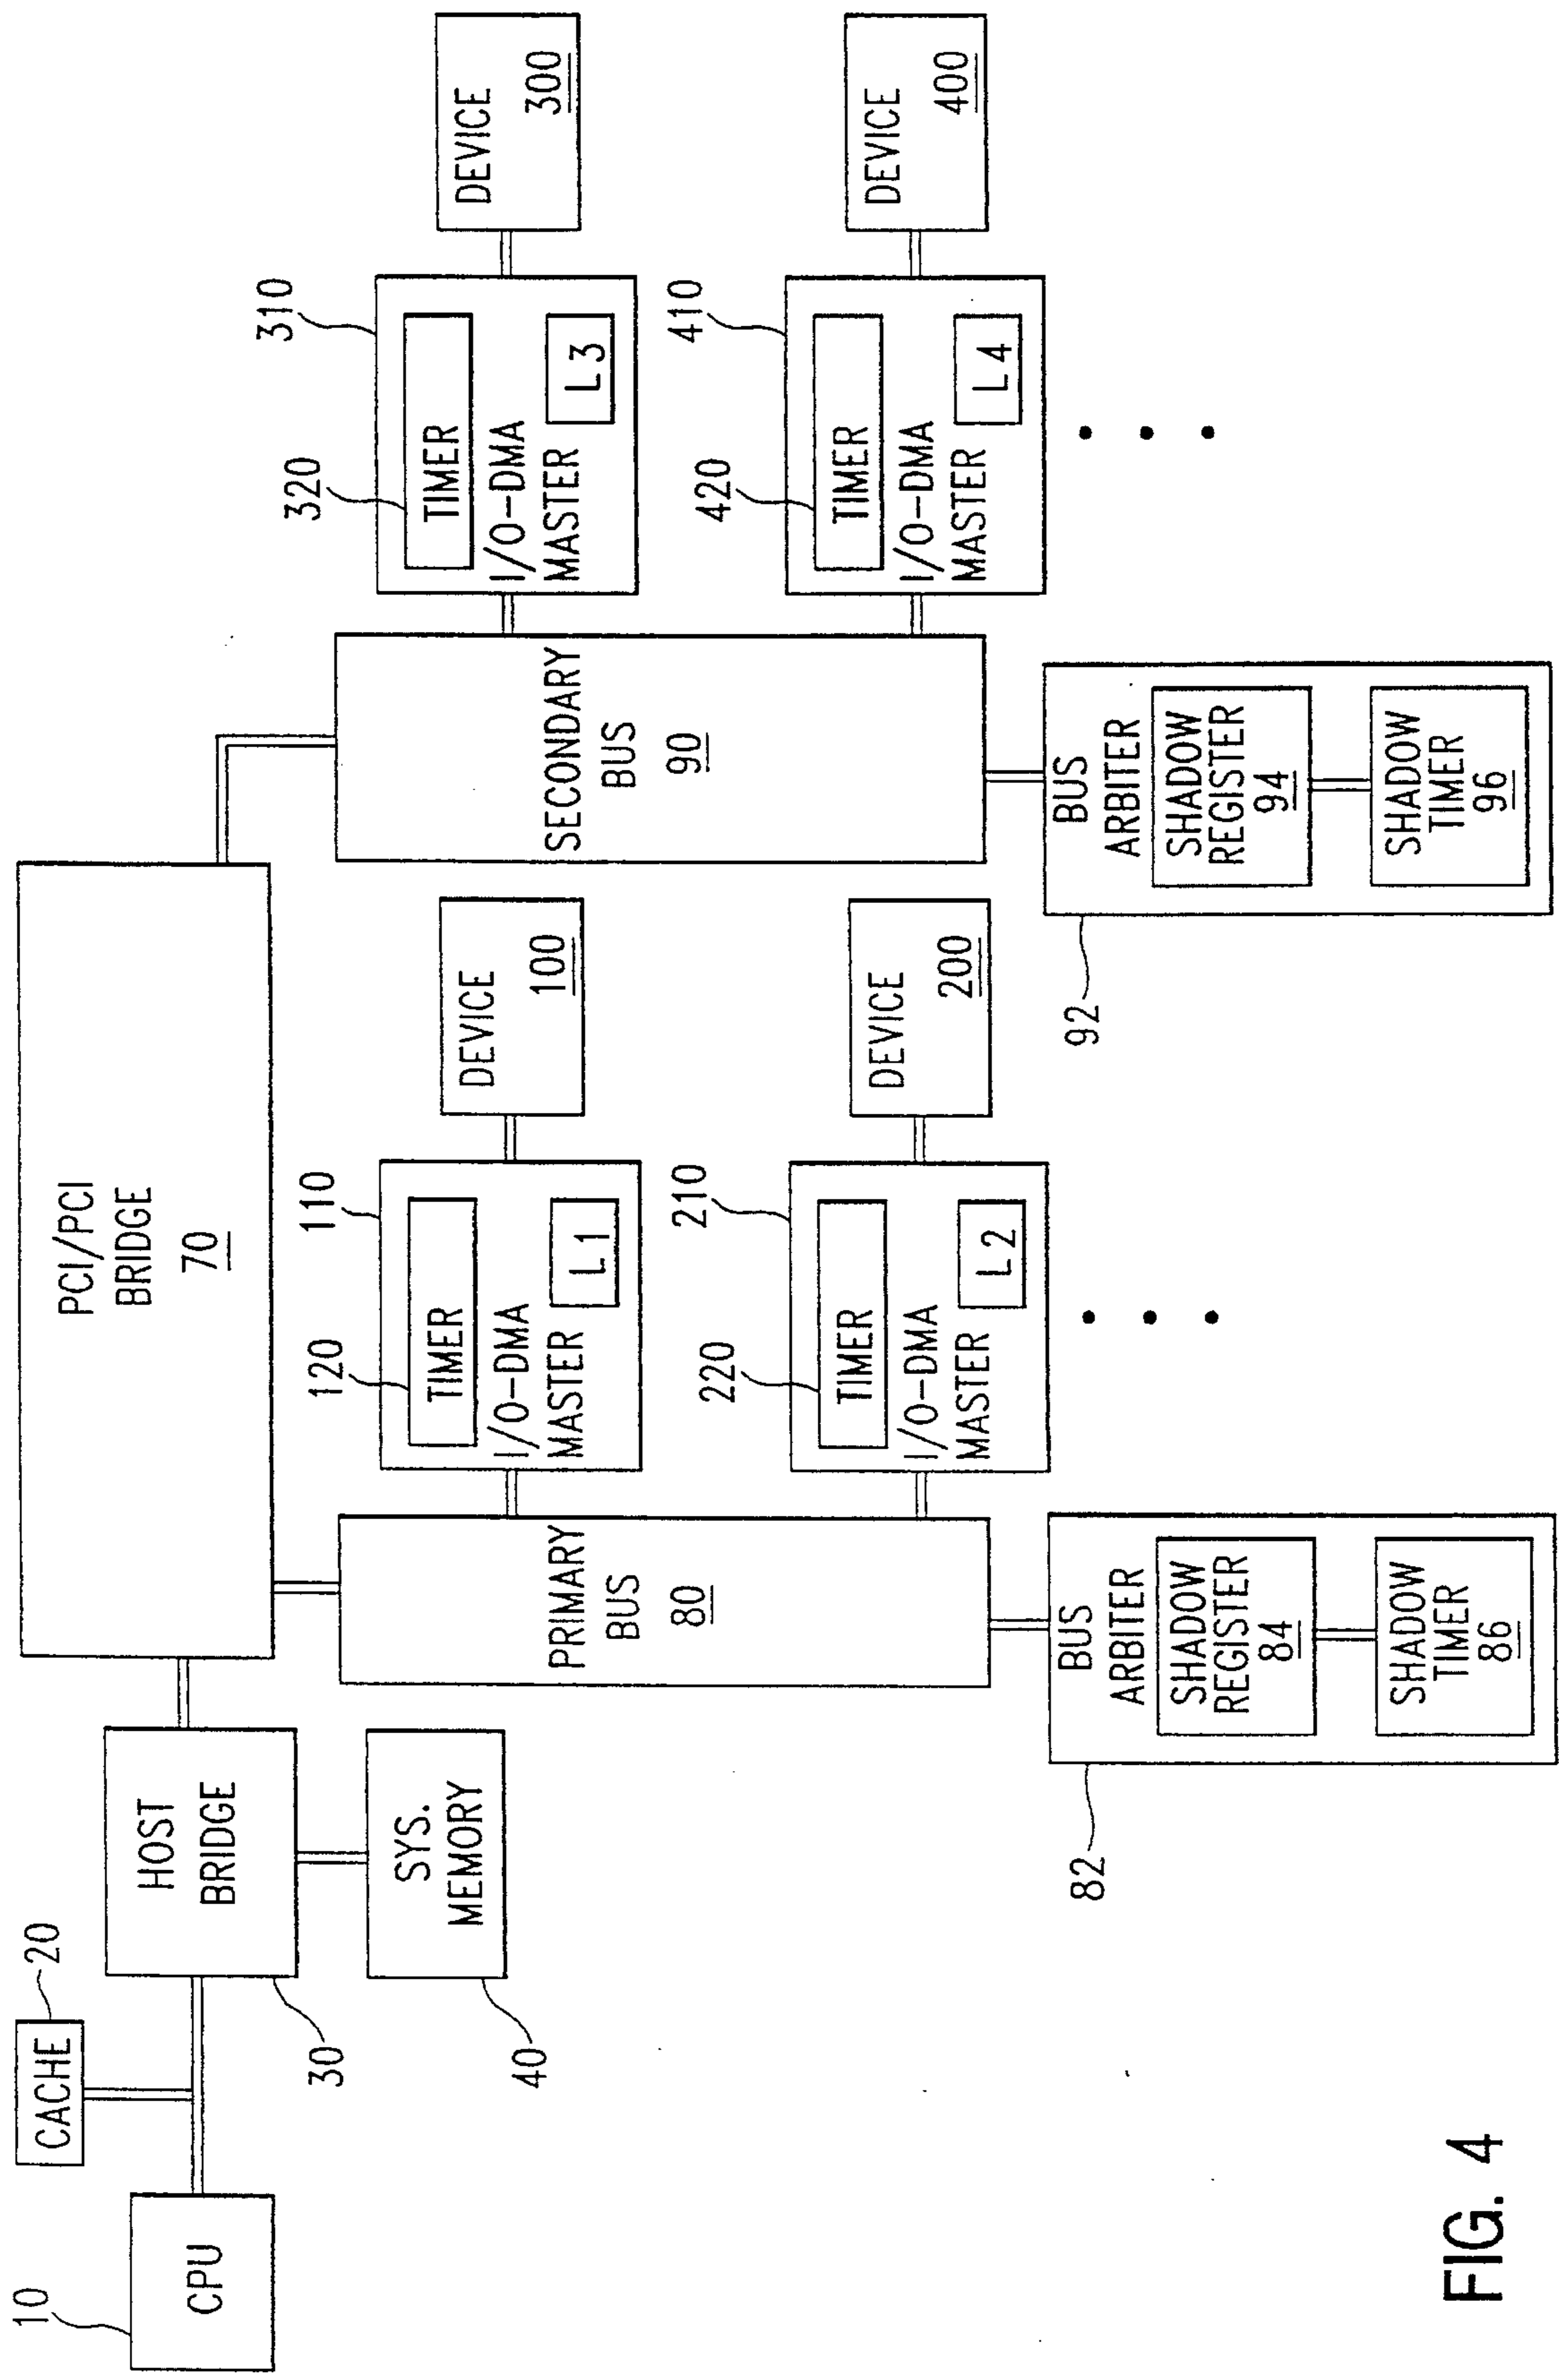 10
CPU
CACHE
20
HOST
BRIDGE
30
SYS.
MEMORY
40
PCI/PCI
BRIDGE
70
PRIMARY
BUS
80
110
120
TIMER
I/O-DMA
MASTER
L1
DEVICE
100
210
220
TIMER
I/O-DMA
MASTER
L2
DEVICE
200
82
BUS
ARBITER
SHADOW
REGISTER
84
SHADOW
TIMER
86
SECONDARY
BUS
90
310
320
TIMER
I/O-DMA
MASTER
L3
DEVICE
300
410
420
TIMER
I/O-DMA
MASTER
L4
DEVICE
400
92
BUS
ARBITER
SHADOW
REGISTER
94
SHADOW
TIMER
96
FIG. 4